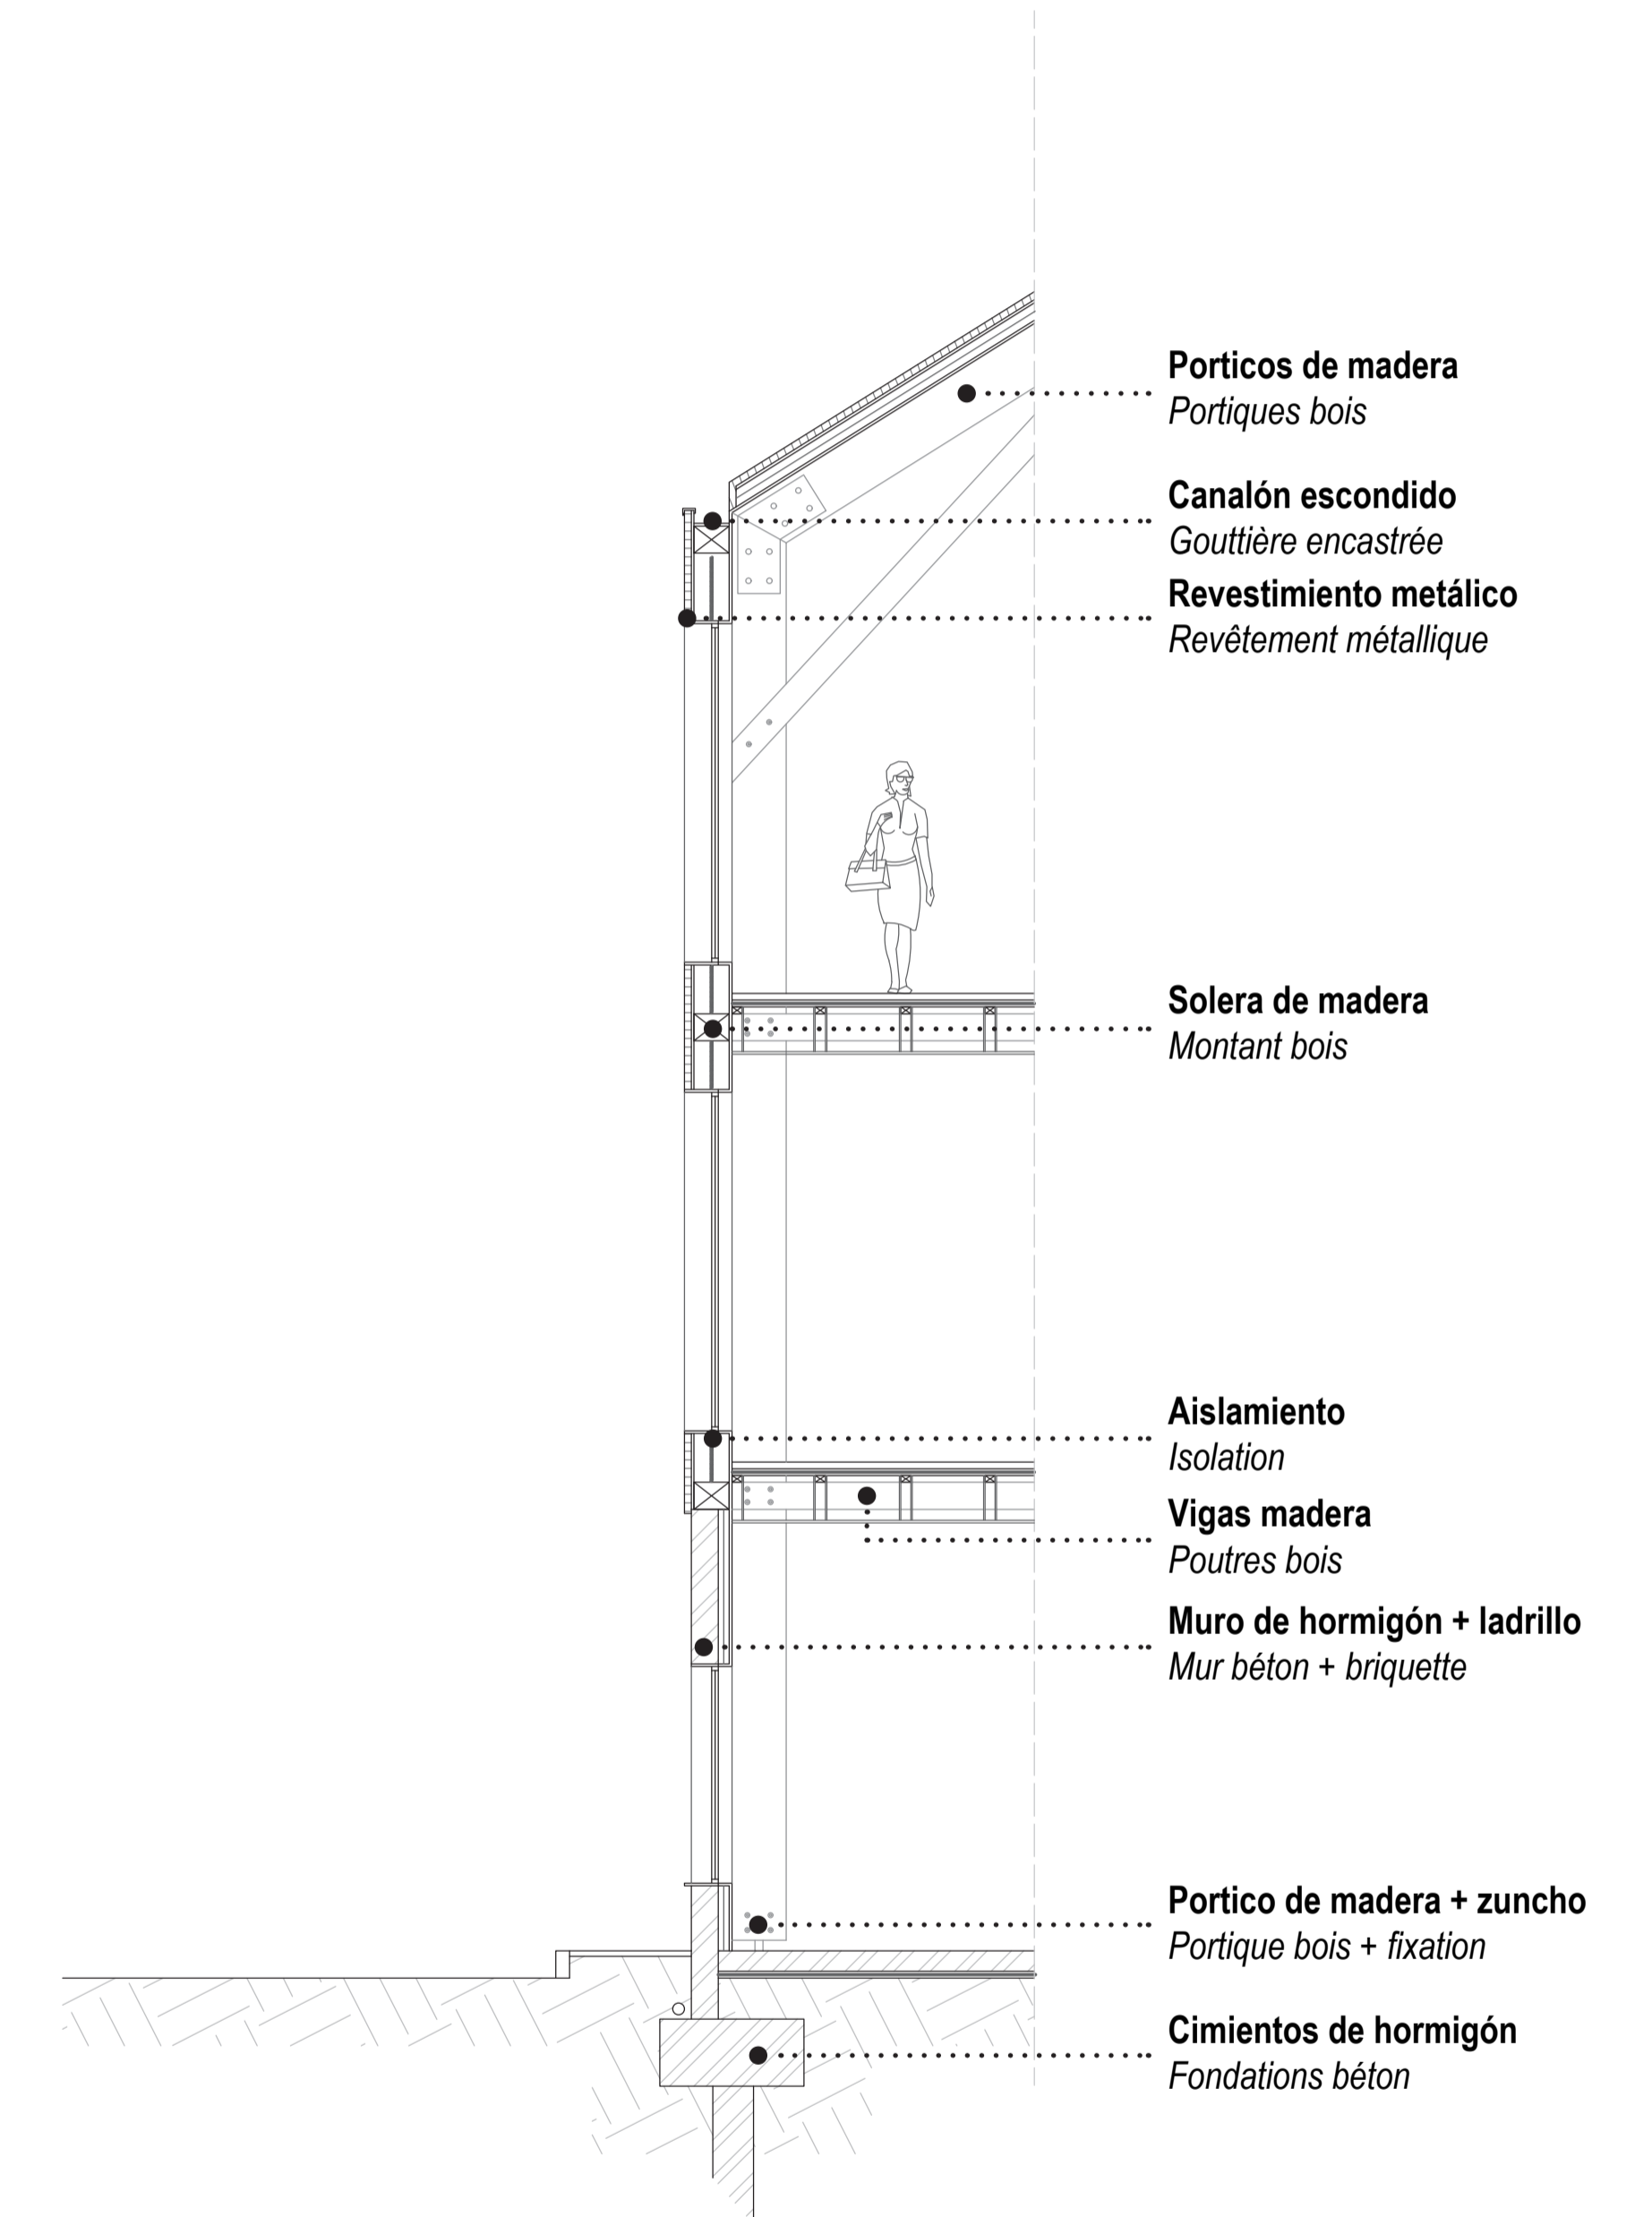 Porticos de madera
Portiques bois
Canalón escondido
Gouttière encastrée
Revestimiento metálico
Revêtement métallique
Solera de madera
Montant bois
Aislamiento
Isolation
Vigas madera
Poutres bois
Muro de hormigón + ladrillo
Mur béton + briquette
Portico de madera + zuncho
Portique bois + fixation
Cimientos de hormigón
Fondations béton